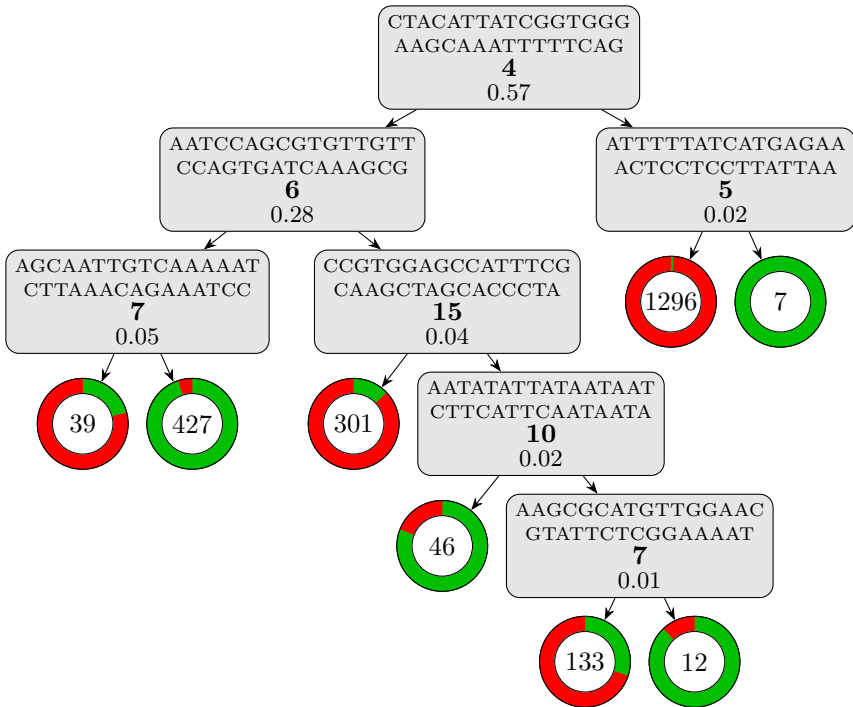 CTACATTATCGGTGGG
AAGCAAATTTTTCAG
4
0.57
AATCCAGCGTGTTGTT
CCAGTGATCAAAGCG
6
0.28
ATTTTTATCATGAGAA
ACTCCTCCTTATTAA
5
0.02
AGCAATTGTCAAAAAT
CTTAAACAGAAATCC
7
0.05
CCGTGGAGCCATTTCG
CAAGCTAGCACCCTA
15
0.04
1296
7
39
427
301
AATATATTATAATAAT
CTTCATTCAATAATA
10
0.02
46
AAGCGCATGTTGGAAC
GTATTCTCGGAAAAT
7
0.01
133
12